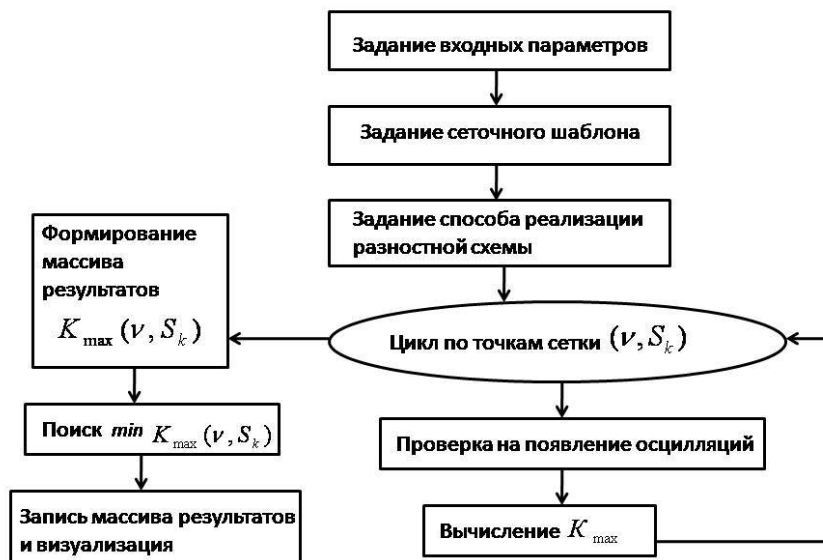 Задание входных параметров
Задание сеточного шаблона
Задание способа реализации
разностной схемы
Цикл по точкам сетки (ν, S_k)
Проверка на появление осцилляций
Вычисление K_max
Формирование
массива
результатов
K_max (ν, S_k)
Поиск min K_max (ν, S_k)
Запись массива результатов
и визуализация